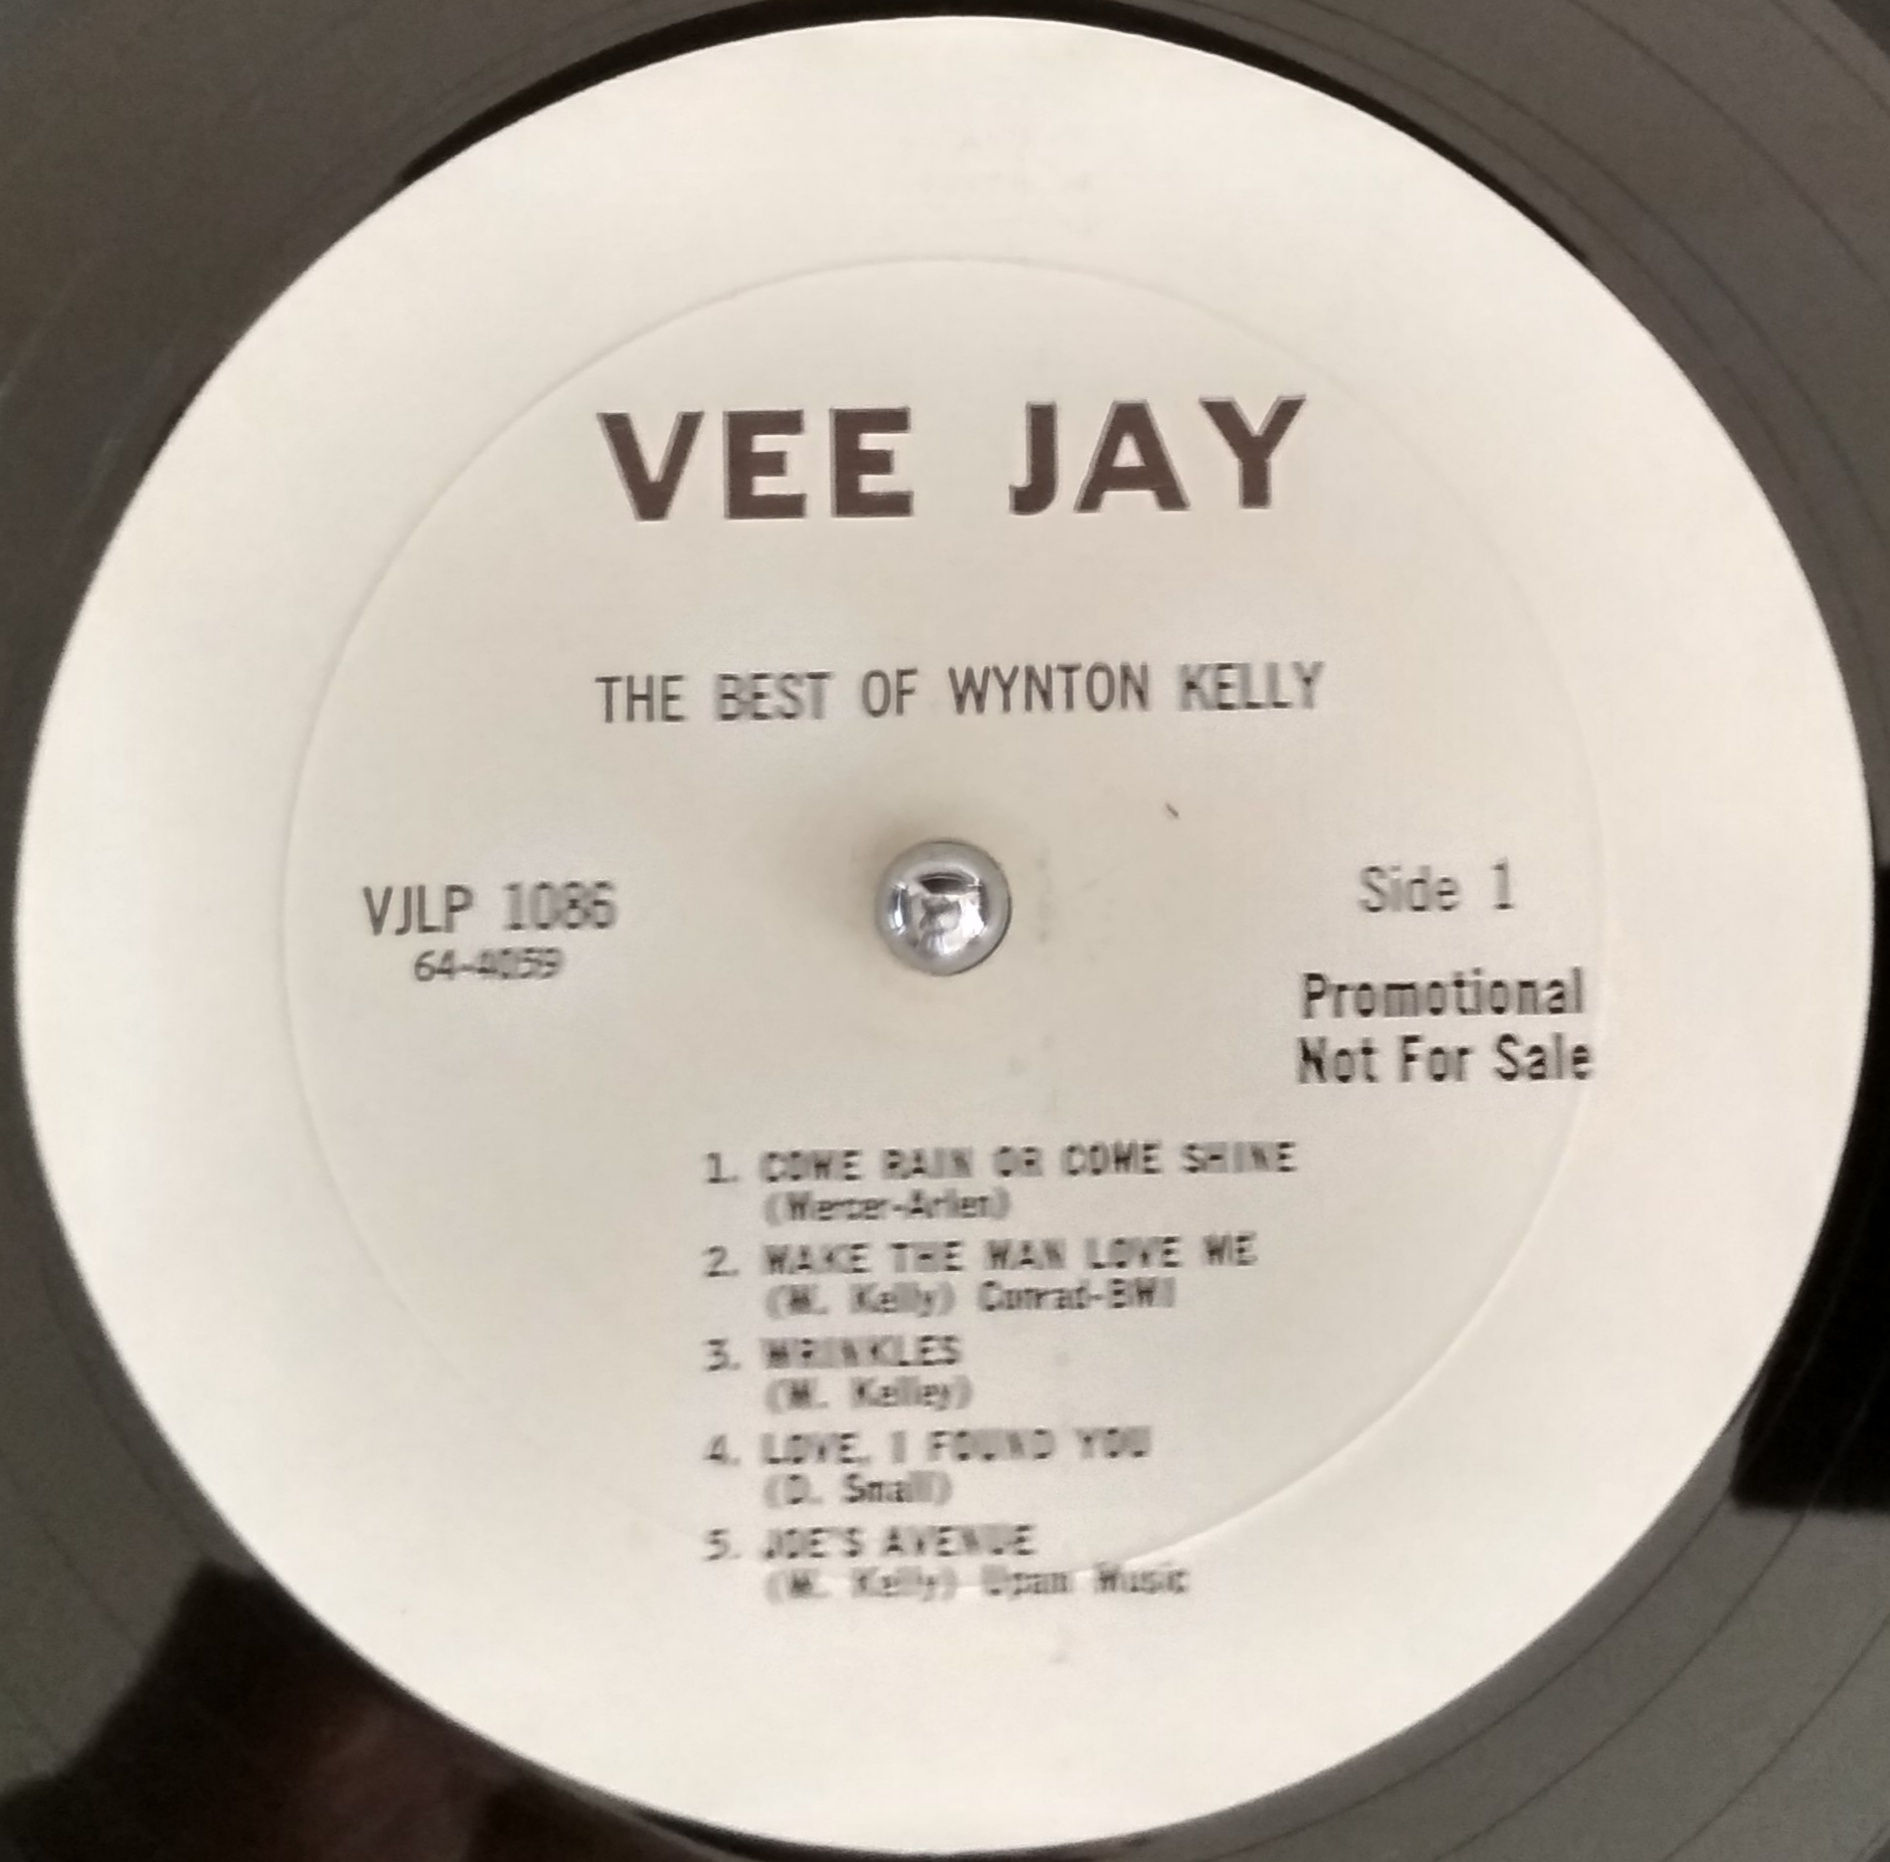 VEE JAY
THE BEST OF WYNTON KELLY
VJLP 1086
64-4059
Side 1
Promotional
Not For Sale
1. COME RAIN OR COME SHINE
(Mercer-Arlen)
2. MAKE THE MAN LOVE ME
(W. Kelly) Conrad-BMI
3. WRINKLES
(W. Kelley)
4. LOVE, I FOUND YOU
(D. Small)
5. JOE'S AVENUE
(W. Kelly) Upam Music